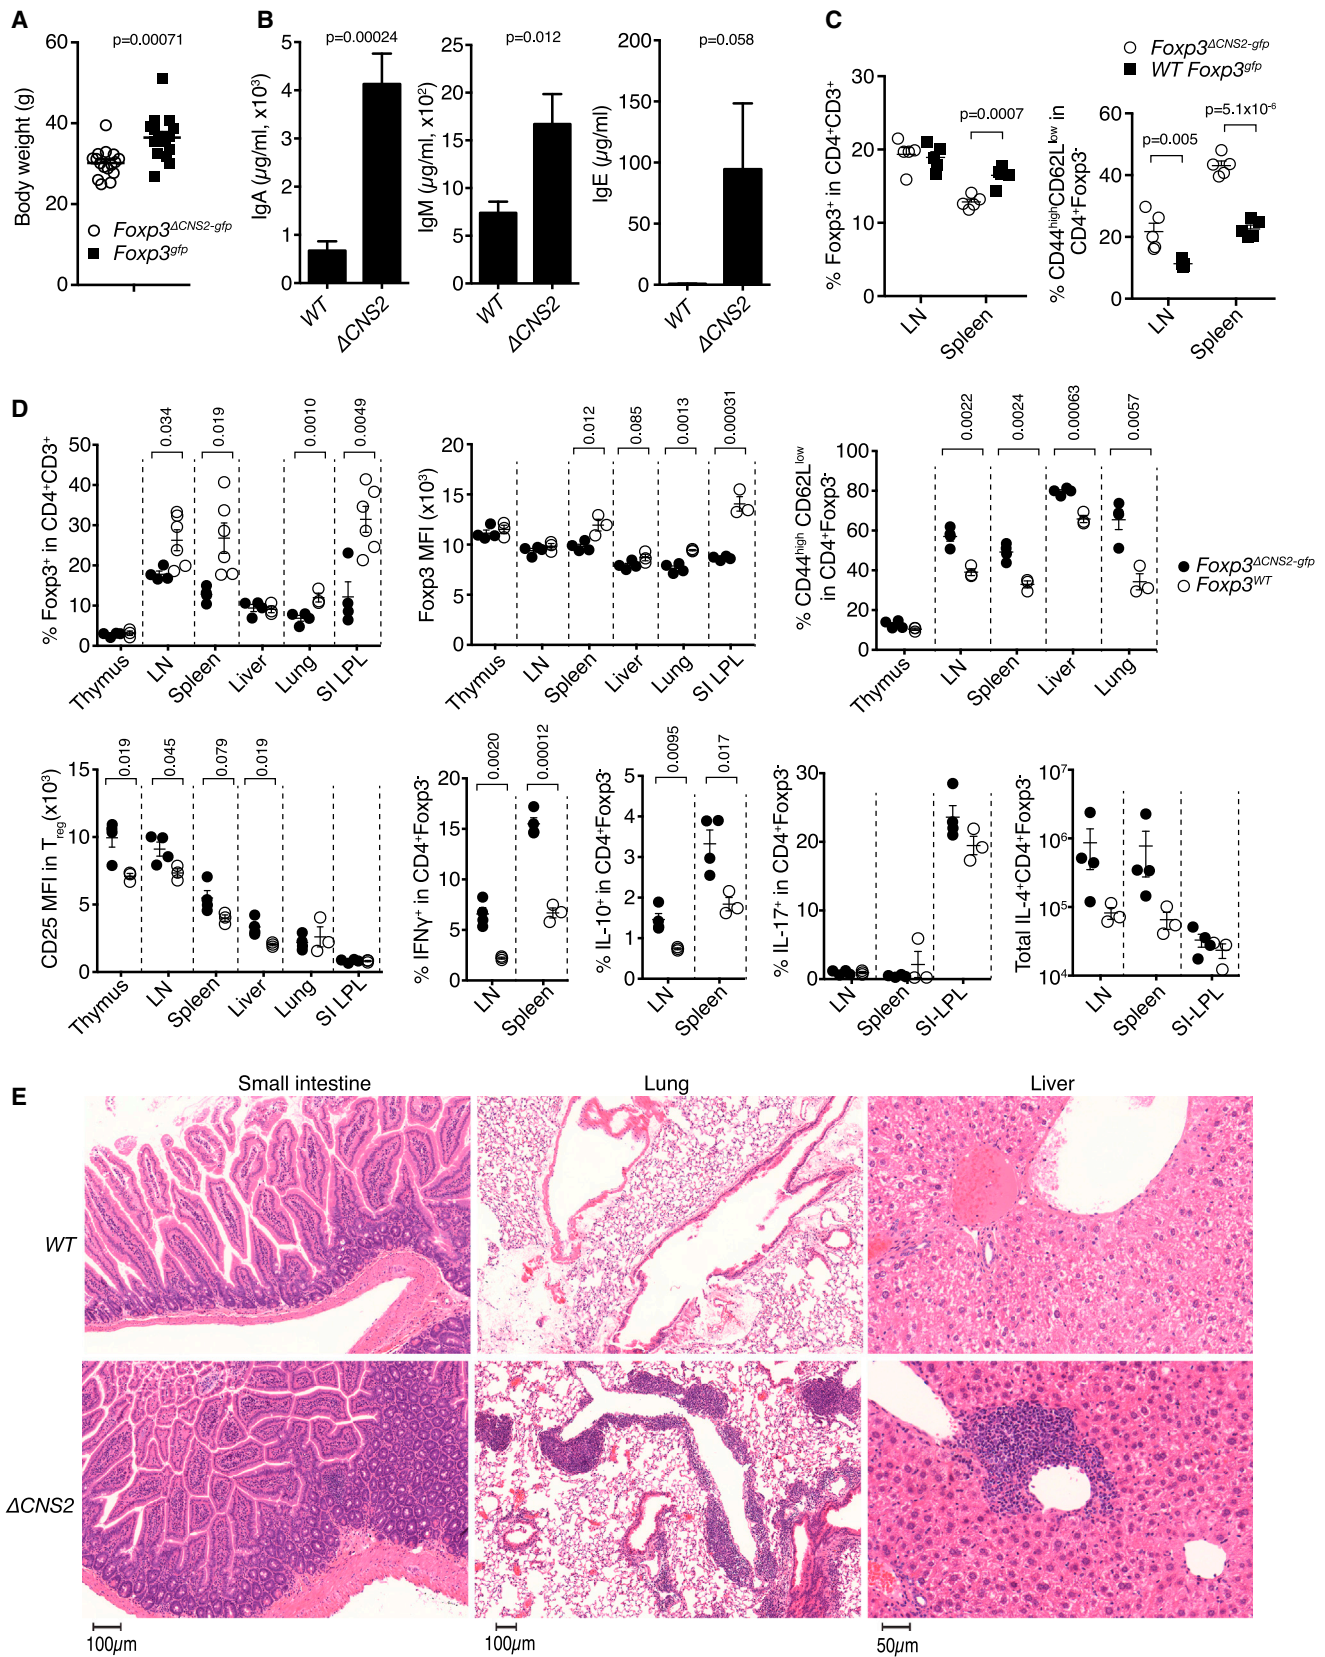 A
p=0.00071
Body weight (g)
60
40
20
0
Foxp3ΔCNS2-gfp
Foxp3gfp
B
p=0.00024
IgA (µg/ml, x10³)
5
4
3
2
1
0
WT
ΔCNS2
p=0.012
IgM (µg/ml, x10²)
25
20
15
10
5
0
WT
ΔCNS2
p=0.058
IgE (µg/ml)
200
150
100
50
0
WT
ΔCNS2
C
Foxp3ΔCNS2-gfp
WT Foxp3gfp
% Foxp3⁺ in CD4⁺CD3⁺
30
20
10
0
p=0.0007
LN
Spleen
% CD44highCD62Llow in
CD4⁺Foxp3⁻
60
40
20
0
p=0.005
p=5.1x10⁻⁶
LN
Spleen
D
% Foxp3⁺ in CD4⁺CD3⁺
50
40
30
20
10
0
0.034
0.019
0.0010
0.0049
Thymus
LN
Spleen
Liver
Lung
SI LPL
Foxp3 MFI (x10³)
20
15
10
5
0
0.012
0.085
0.0013
0.00031
Thymus
LN
Spleen
Liver
Lung
SI LPL
% CD44high CD62Llow
in CD4⁺Foxp3⁻
100
80
60
40
20
0
0.0022
0.0024
0.00063
0.0057
Thymus
LN
Spleen
Liver
Lung
Foxp3ΔCNS2-gfp
Foxp3WT
CD25 MFI in Treg(x10³)
15
10
5
0
0.019
0.045
0.079
0.019
Thymus
LN
Spleen
Liver
Lung
SI LPL
% IFNγ⁺ in CD4⁺Foxp3⁻
20
15
10
5
0
0.0020
0.00012
LN
Spleen
% IL-10⁺ in CD4⁺Foxp3⁻
5
4
3
2
1
0
0.0095
0.017
LN
Spleen
% IL-17⁺ in CD4⁺Foxp3⁻
30
20
10
0
LN
Spleen
SI-LPL
Total IL-4⁺CD4⁺Foxp3⁻
10⁷
10⁶
10⁵
10⁴
LN
Spleen
SI-LPL
E
Small intestine
Lung
Liver
WT
ΔCNS2
100µm
100µm
50µm